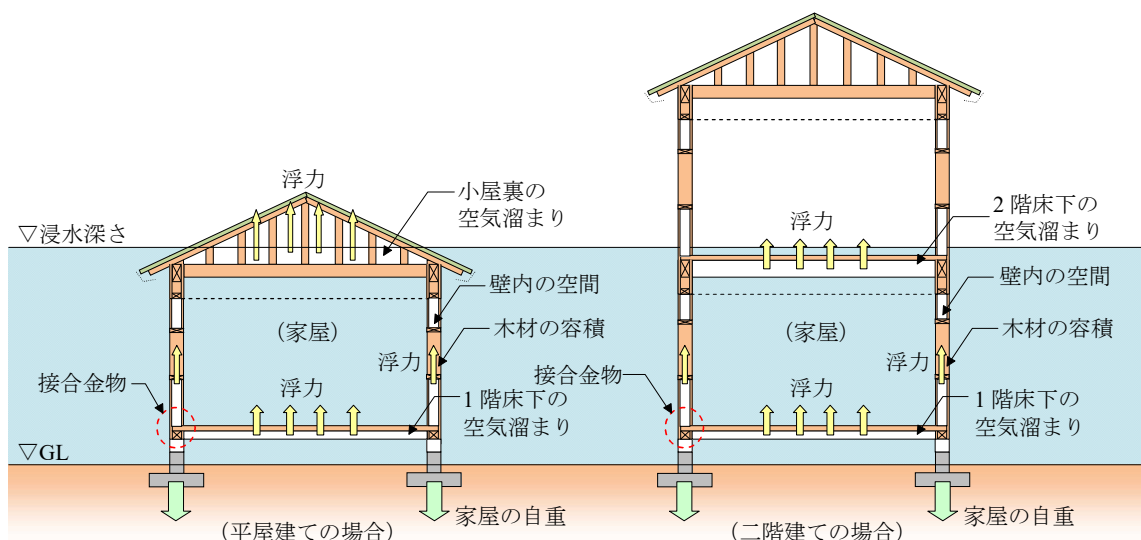 浮力
小屋裏の
空気溜まり
▽浸水深さ
壁内の空間
(家屋)
木材の容積
浮力
接合金物
浮力
1 階床下の
空気溜まり
▽GL
家屋の自重
(平屋建ての場合)
浮力
2 階床下の
空気溜まり
壁内の空間
(家屋)
木材の容積
浮力
接合金物
浮力
1 階床下の
空気溜まり
家屋の自重
(二階建ての場合)